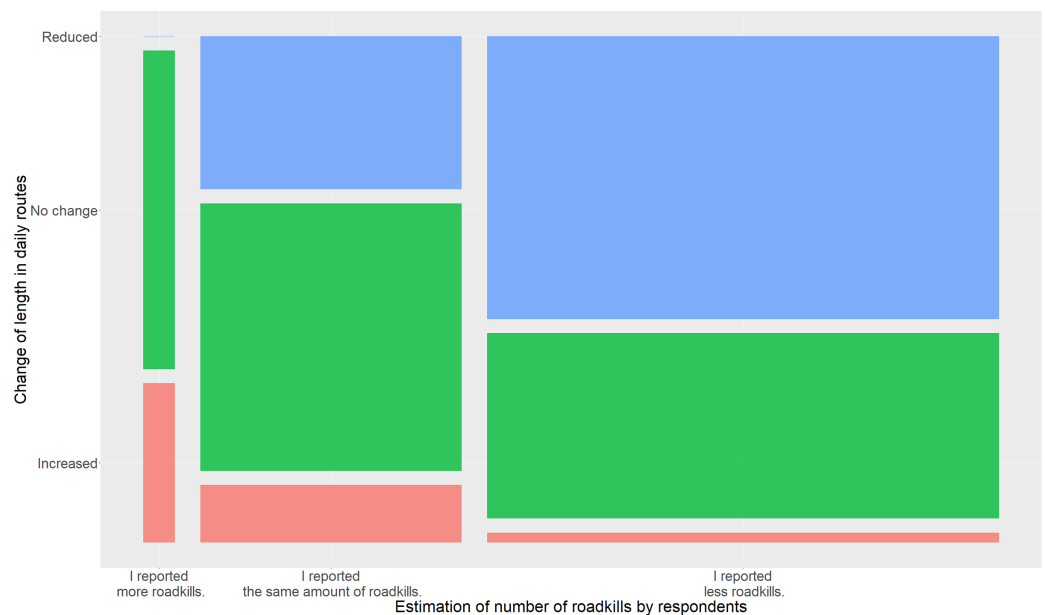 Change of length in daily routes
Reduced
No change
Increased
I reported
more roadkills.
I reported
the same amount of roadkills.
I reported
less roadkills.
Estimation of number of roadkills by respondents